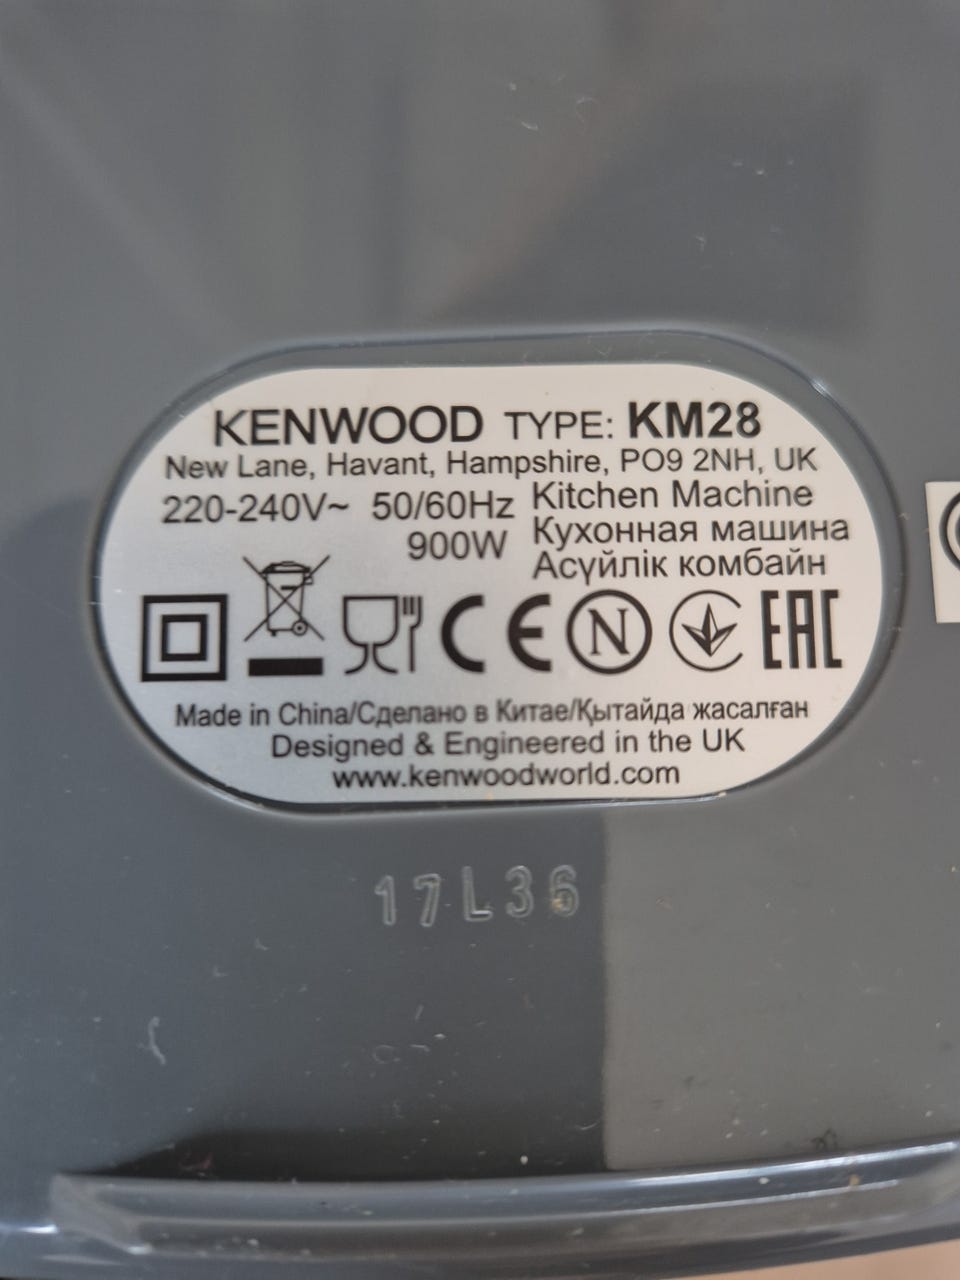 KENWOOD TYPE: KM28
New Lane, Havant, Hampshire, PO9 2NH, UK
220-240V~ 50/60Hz Kitchen Machine
900W Кухонная машина
Асүйлік комбайн
CE N EAC
Made in China/Сделано в Китае/Қытайда жасалған
Designed & Engineered in the UK
www.kenwoodworld.com
17L36